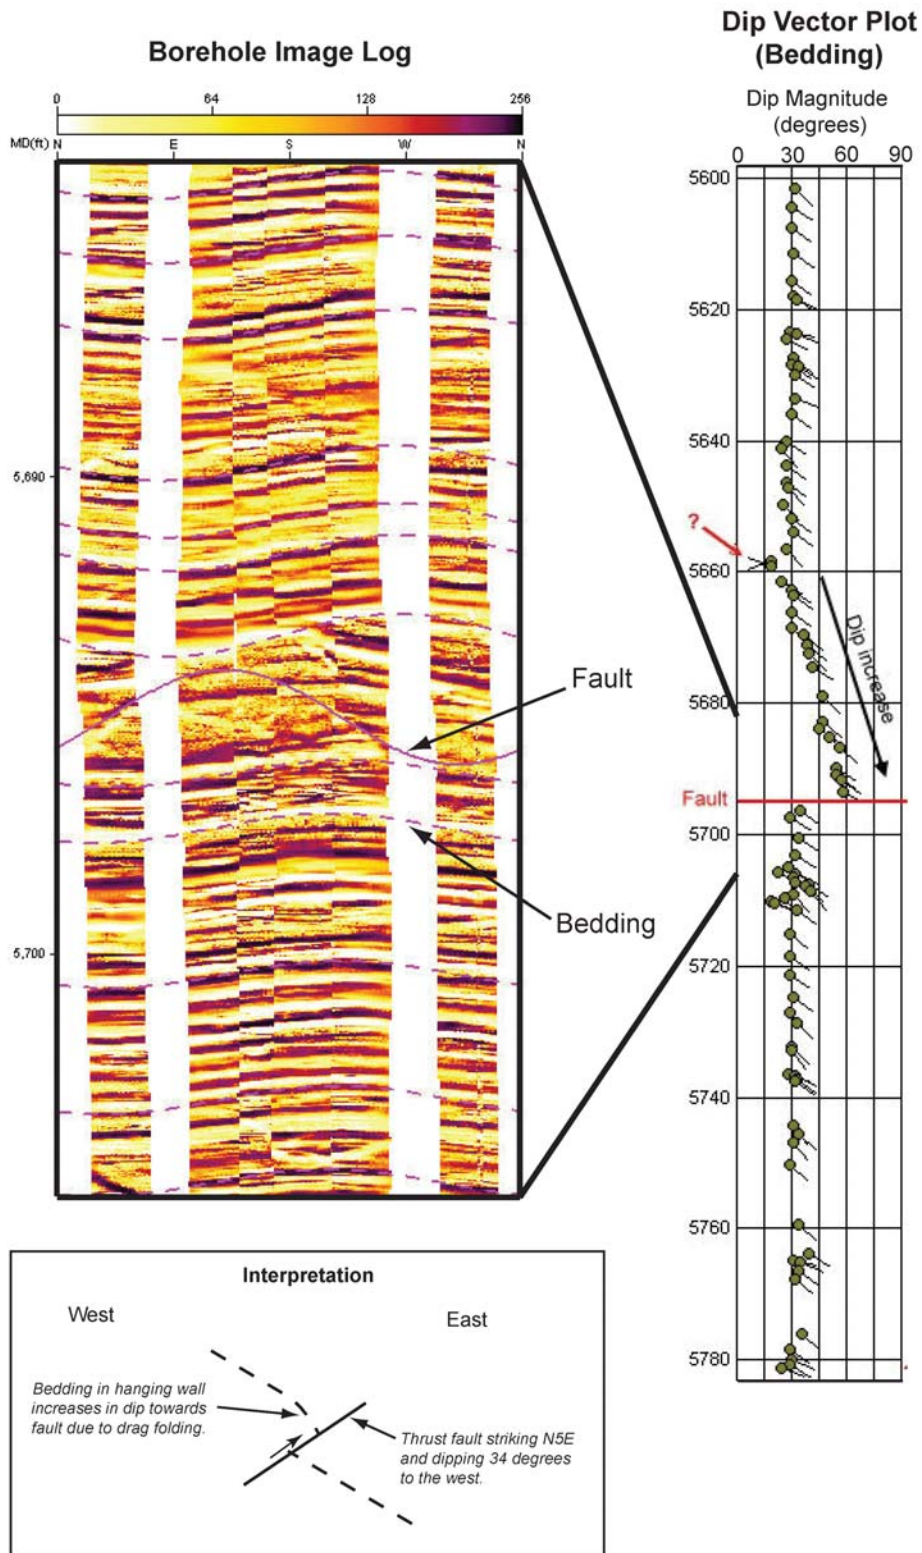 Borehole Image Log
0 64 128 256
MD(ft) N E S W N
5,690
5,700
Fault
Bedding
Dip Vector Plot
(Bedding)
Dip Magnitude
(degrees)
0 30 60 90
5600
5620
5640
?
5660
Dip increase
5680
Fault
5700
5720
5740
5760
5780
Interpretation
West East
Bedding in hanging wall
increases in dip towards
fault due to drag folding.
Thrust fault striking N5E
and dipping 34 degrees
to the west.